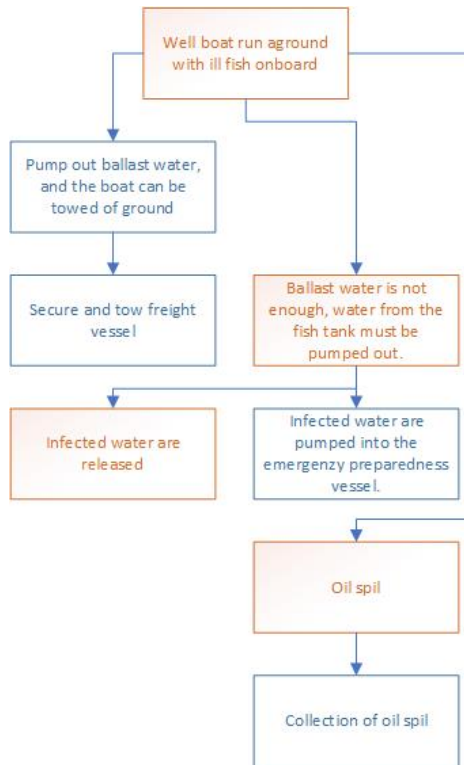 Well boat run aground
with ill fish onboard
Pump out ballast water,
and the boat can be
towed of ground
Secure and tow freight
vessel
Ballast water is not
enough, water from the
fish tank must be
pumped out.
Infected water are
released
Infected water are
pumped into the
emergenzy preparedness
vessel.
Oil spil
Collection of oil spil